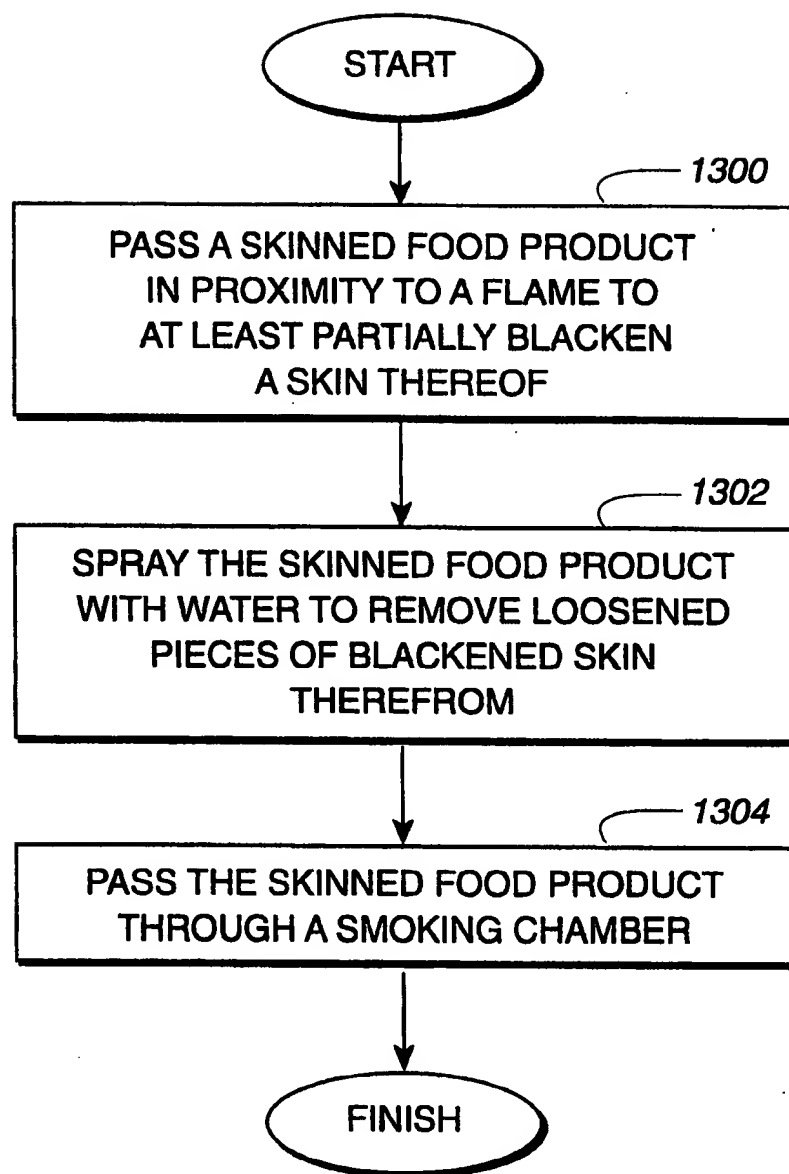 START
1300
PASS A SKINNED FOOD PRODUCT
IN PROXIMITY TO A FLAME TO
AT LEAST PARTIALLY BLACKEN
A SKIN THEREOF
1302
SPRAY THE SKINNED FOOD PRODUCT
WITH WATER TO REMOVE LOOSENED
PIECES OF BLACKENED SKIN
THEREFROM
1304
PASS THE SKINNED FOOD PRODUCT
THROUGH A SMOKING CHAMBER
FINISH